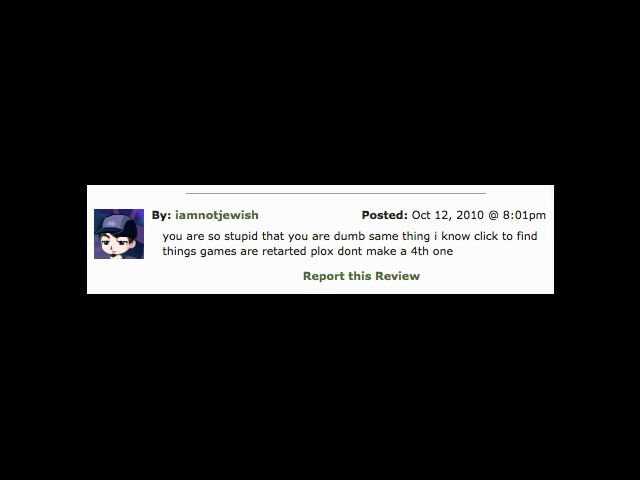 By: iamnotjewish Posted: Oct 12, 2010 @ 8:01pm
you are so stupid that you are dumb same thing i know click to find
things games are retarted plox dont make a 4th one
Report this Review